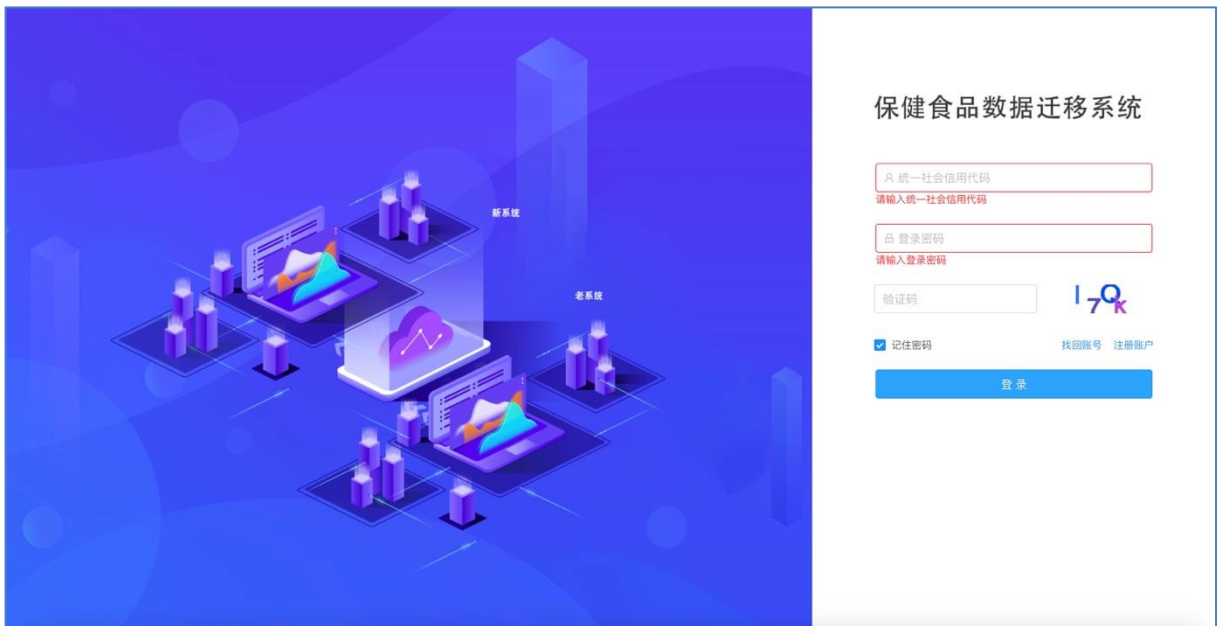 新系统
老系统
保健食品数据迁移系统
统一社会信用代码
请输入统一社会信用代码
登录密码
请输入登录密码
验证码
I7Qk
记住密码
找回账号 注册账户
登 录